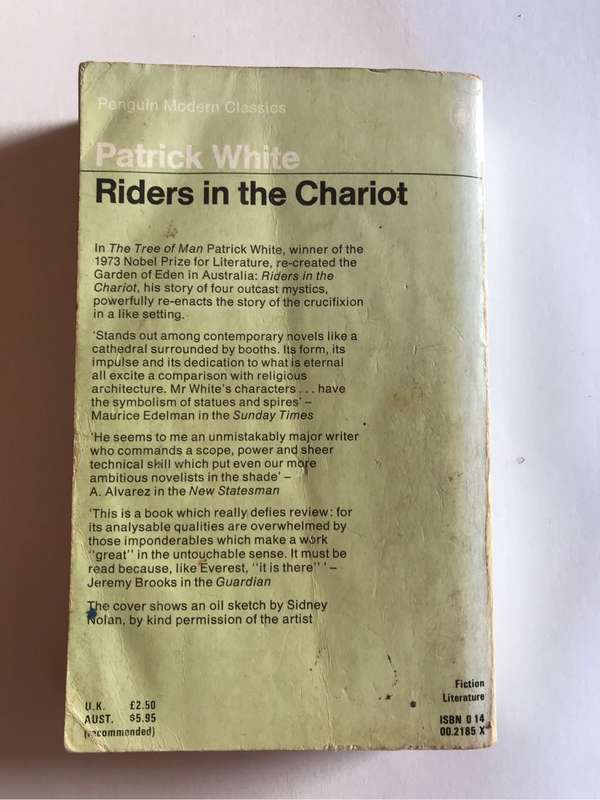 Penguin Modern Classics
Patrick White
Riders in the Chariot
In The Tree of Man Patrick White, winner of the
1973 Nobel Prize for Literature, re-created the
Garden of Eden in Australia: Riders in the
Chariot, his story of four outcast mystics,
powerfully re-enacts the story of the crucifixion
in a like setting.
'Stands out among contemporary novels like a
cathedral surrounded by booths. Its form, its
impulse and its dedication to what is eternal
all excite a comparison with religious
architecture. Mr White's characters . . . have
the symbolism of statues and spires' –
Maurice Edelman in the Sunday Times
'He seems to me an unmistakably major writer
who commands a scope, power and sheer
technical skill which put even our more
ambitious novelists in the shade' –
A. Alvarez in the New Statesman
'This is a book which really defies review : for
its analysable qualities are overwhelmed by
those imponderables which make a work
"great" in the untouchable sense. It must be
read because, like Everest, "it is there" ' –
Jeremy Brooks in the Guardian
The cover shows an oil sketch by Sidney
Nolan, by kind permission of the artist
U.K. £2.50
AUST. $5.95
(recommended)
Fiction
Literature
ISBN 0 14
00.2185 X